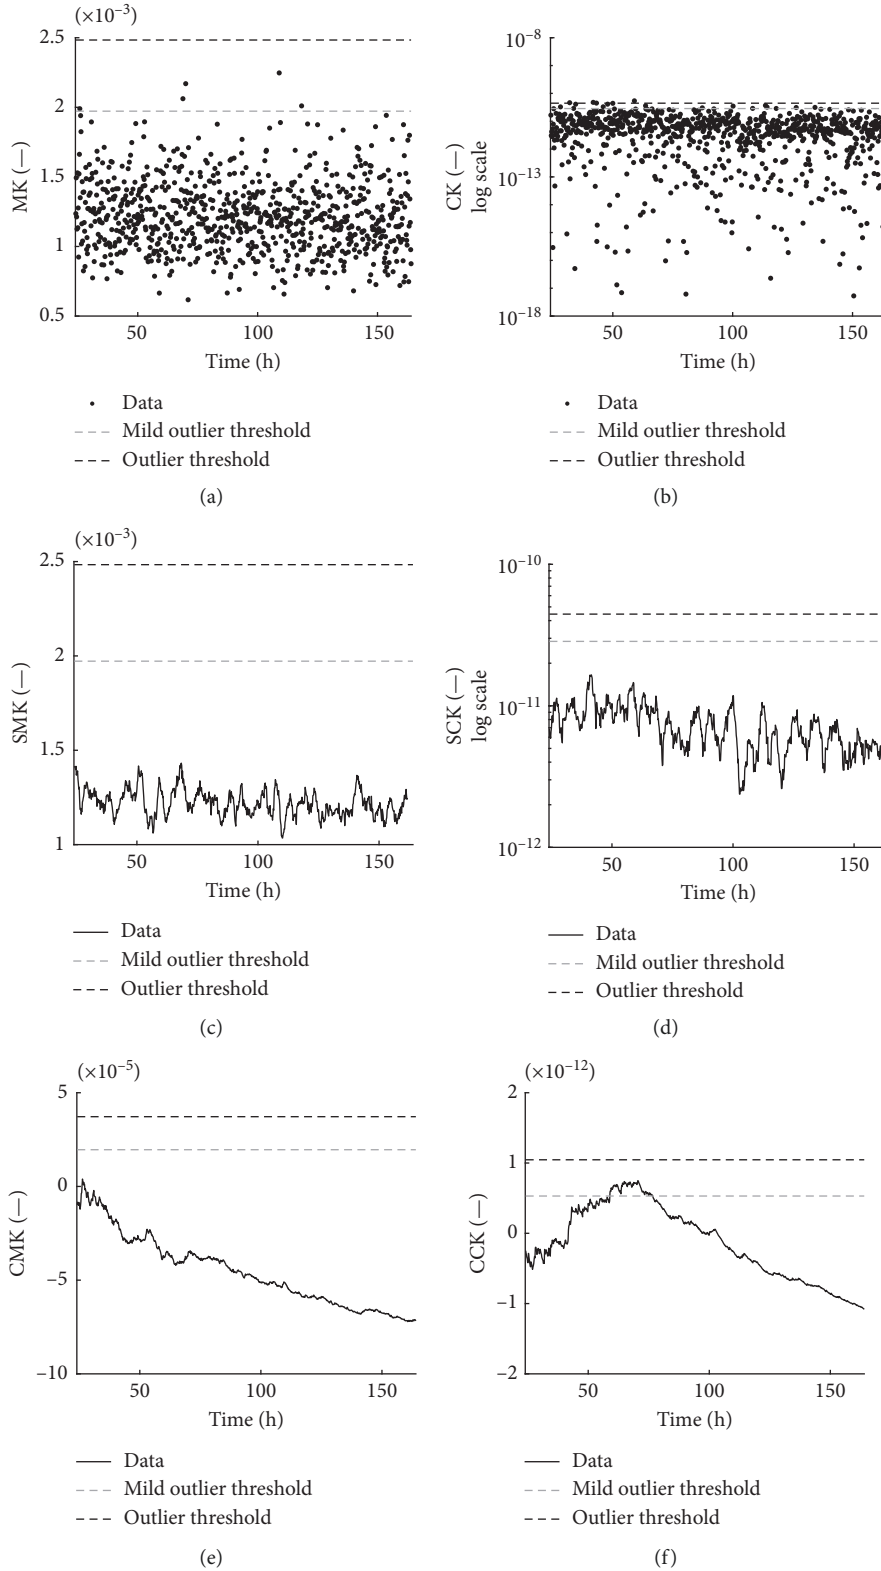 (×10−3)
2.5
2
1.5
1
0.5
MK (—)
50 100 150
Time (h)
Data
Mild outlier threshold
Outlier threshold
(a)
10−8
10−13
10−18
CK (—)
log scale
50 100 150
Time (h)
Data
Mild outlier threshold
Outlier threshold
(b)
(×10−3)
2.5
2
1.5
1
SMK (—)
50 100 150
Time (h)
Data
Mild outlier threshold
Outlier threshold
(c)
10−10
10−11
10−12
SCK (—)
log scale
50 100 150
Time (h)
Data
Mild outlier threshold
Outlier threshold
(d)
(×10−5)
5
0
−5
−10
CMK (—)
50 100 150
Time (h)
Data
Mild outlier threshold
Outlier threshold
(e)
(×10−12)
2
1
0
−1
−2
CCK (—)
50 100 150
Time (h)
Data
Mild outlier threshold
Outlier threshold
(f)